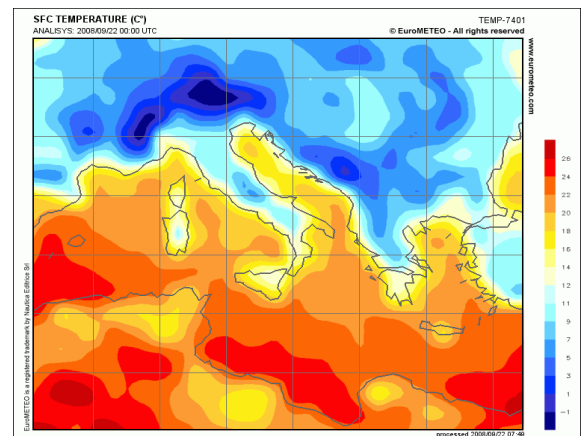 SFC TEMPERATURE (C°)
TEMP-7401
ANALISYS: 2008/09/22 00:00 UTC
© EuroMETEO - All rights reserved
www.eurometeo.com
EuroMETEO is a registered trademark by Nautica Editrice Srl
26
24
22
20
18
16
14
12
11
9
7
5
3
1
-1
processed 2008/09/22 07:48